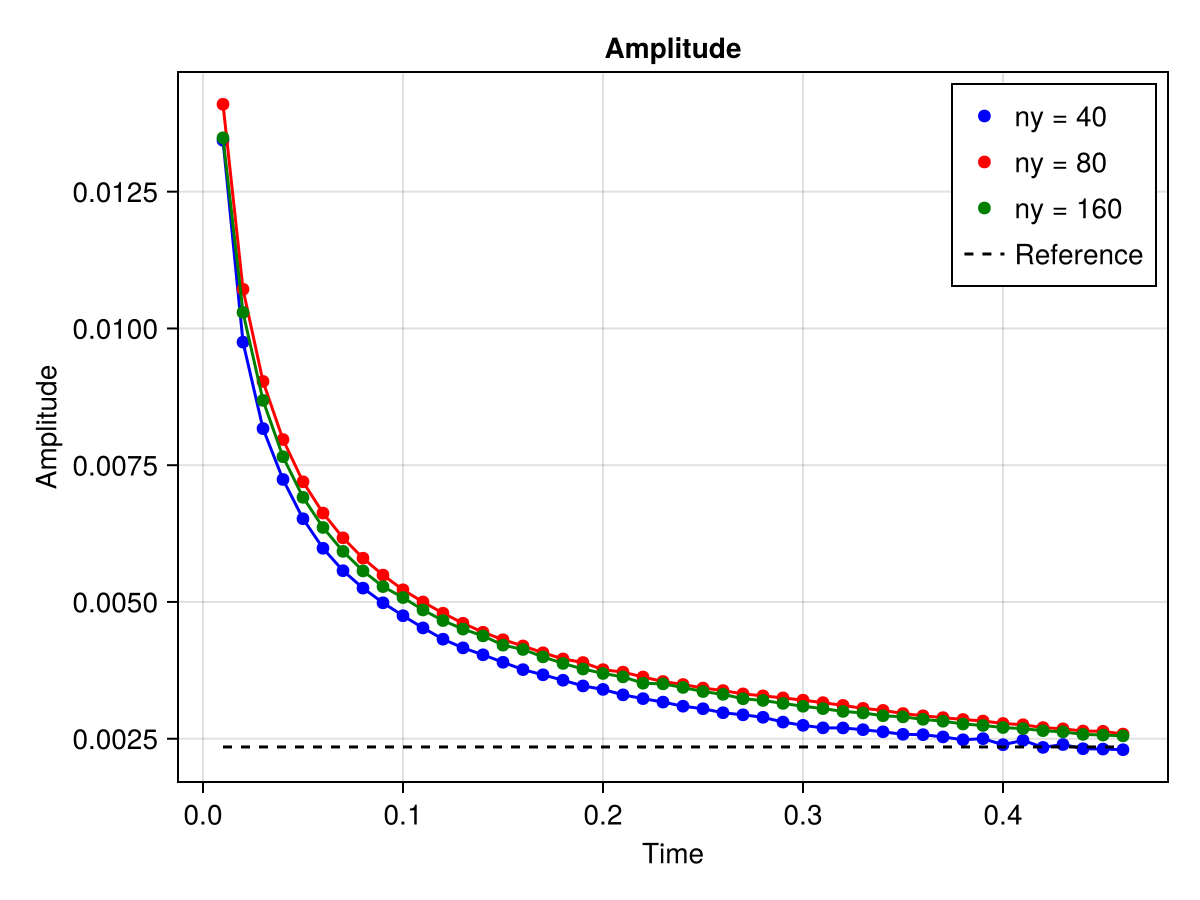 Amplitude
ny = 40
ny = 80
ny = 160
Reference
Amplitude
0.0125
0.0100
0.0075
0.0050
0.0025
0.0
0.1
0.2
0.3
0.4
Time